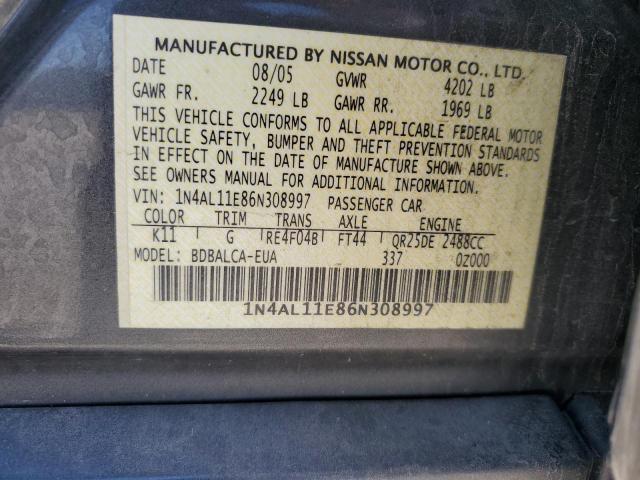 MANUFACTURED BY NISSAN MOTOR CO., LTD.
DATE 08/05 GVWR 4202 LB
GAWR FR. 2249 LB GAWR RR. 1969 LB
THIS VEHICLE CONFORMS TO ALL APPLICABLE FEDERAL MOTOR
VEHICLE SAFETY, BUMPER AND THEFT PREVENTION STANDARDS
IN EFFECT ON THE DATE OF MANUFACTURE SHOWN ABOVE.
SEE OWNERS MANUAL FOR ADDITIONAL INFORMATION.
VIN: 1N4AL11E86N308997 PASSENGER CAR
COLOR TRIM TRANS AXLE ENGINE
K11 G RE4F04B FT44 QR25DE 2488CC
MODEL: BDBALCA-EUA 337 0Z000
1N4AL11E86N308997